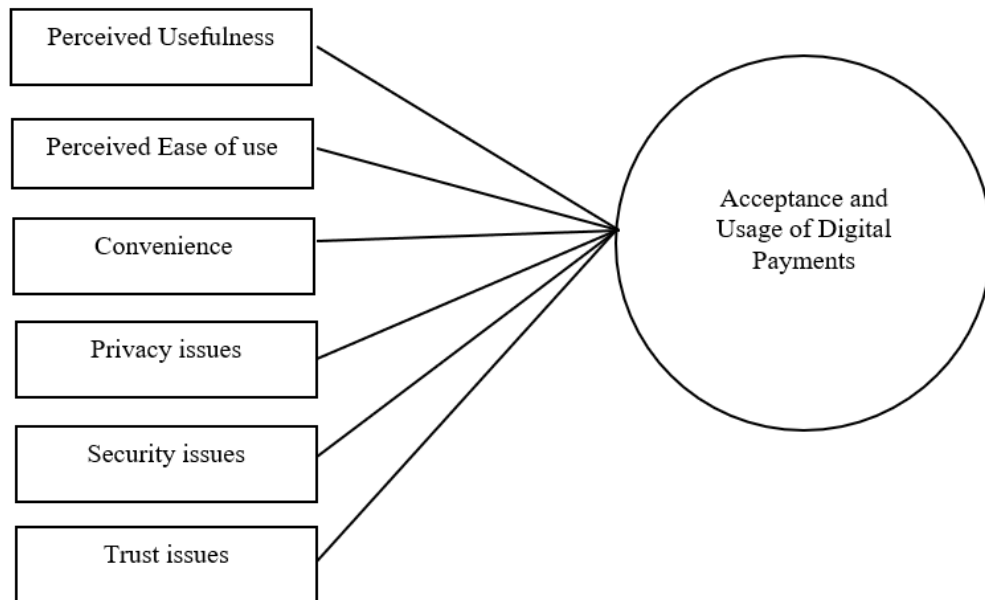 Perceived Usefulness
Perceived Ease of use
Convenience
Privacy issues
Security issues
Trust issues
Acceptance and
Usage of Digital
Payments